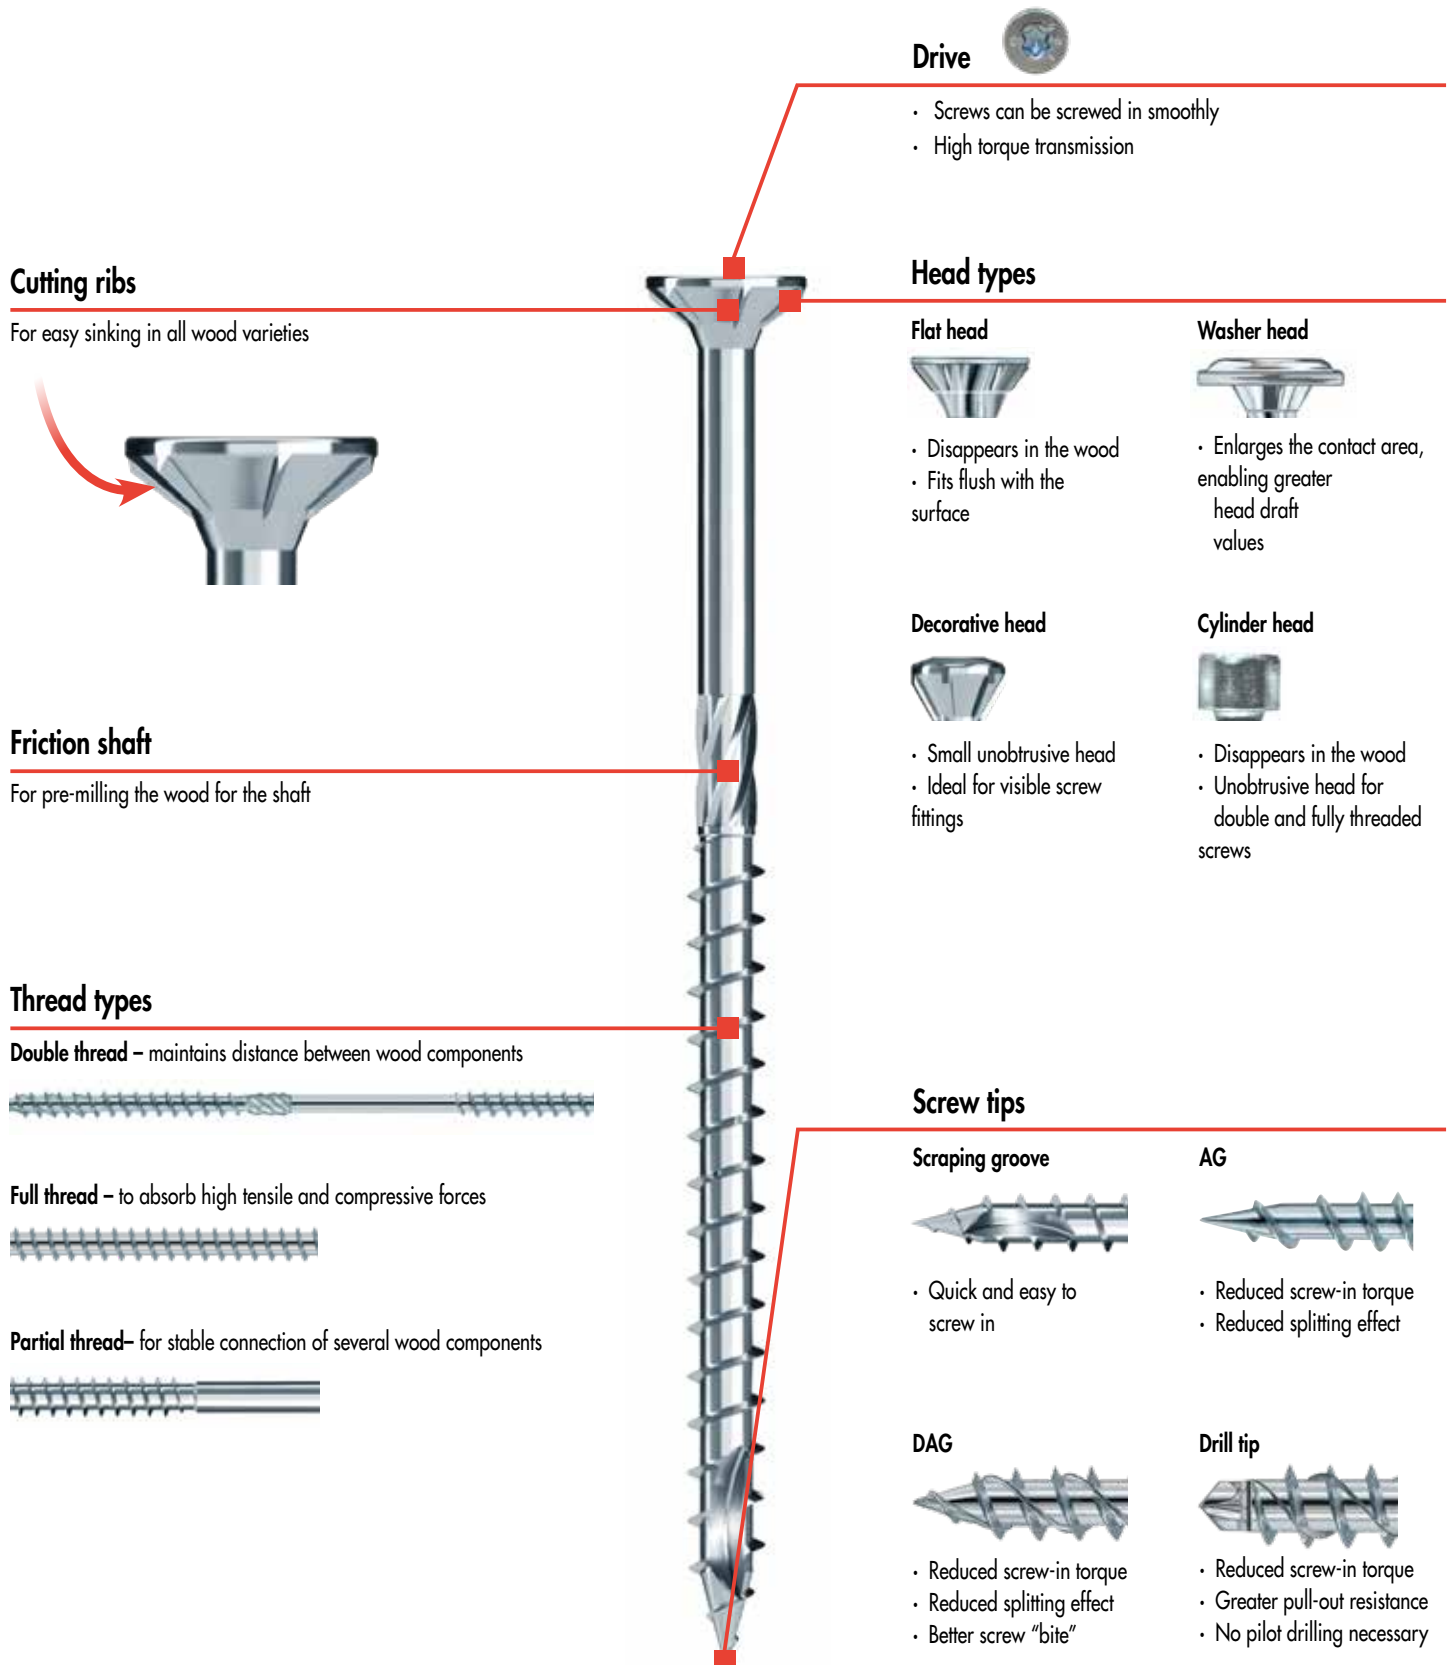 Drive
· Screws can be screwed in smoothly
· High torque transmission
Cutting ribs
For easy sinking in all wood varieties
Head types
Flat head
· Disappears in the wood
· Fits flush with the
surface
Washer head
· Enlarges the contact area,
enabling greater
head draft
values
Decorative head
· Small unobtrusive head
· Ideal for visible screw
fittings
Cylinder head
· Disappears in the wood
· Unobtrusive head for
double and fully threaded
screws
Friction shaft
For pre-milling the wood for the shaft
Thread types
Double thread – maintains distance between wood components
Full thread – to absorb high tensile and compressive forces
Partial thread– for stable connection of several wood components
Screw tips
Scraping groove
· Quick and easy to
screw in
AG
· Reduced screw-in torque
· Reduced splitting effect
DAG
· Reduced screw-in torque
· Reduced splitting effect
· Better screw “bite”
Drill tip
· Reduced screw-in torque
· Greater pull-out resistance
· No pilot drilling necessary